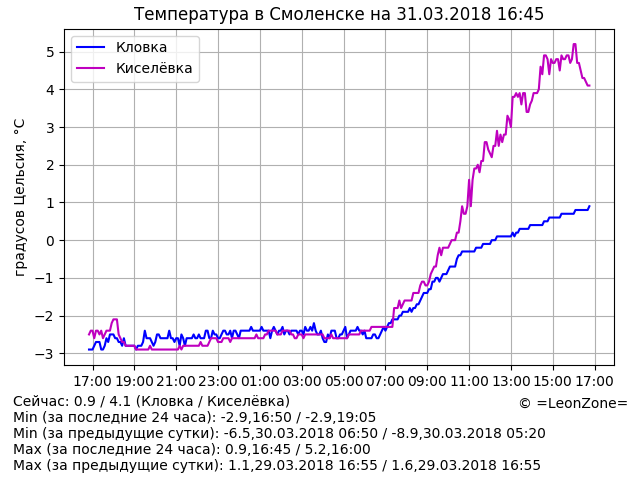 Температура в Смоленске на 31.03.2018 16:45
Кловка
Киселёвка
градусов Цельсия, °C
5
4
3
2
1
0
−1
−2
−3
17:00 19:00 21:00 23:00 01:00 03:00 05:00 07:00 09:00 11:00 13:00 15:00 17:00
Сейчас: 0.9 / 4.1 (Кловка / Киселёвка)
© =LeonZone=
Min (за последние 24 часа): -2.9,16:50 / -2.9,19:05
Min (за предыдущие сутки): -6.5,30.03.2018 06:50 / -8.9,30.03.2018 05:20
Max (за последние 24 часа): 0.9,16:45 / 5.2,16:00
Max (за предыдущие сутки): 1.1,29.03.2018 16:55 / 1.6,29.03.2018 16:55